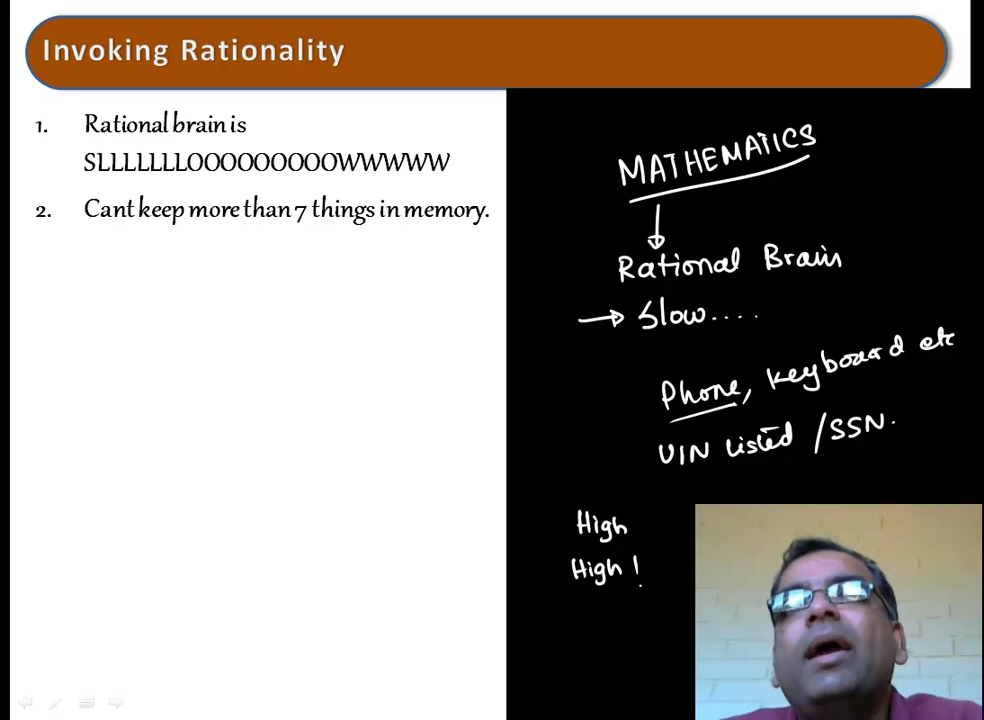 Invoking Rationality
1. Rational brain is
SLLLLLLLOOOOOOOOOWWWWW
2. Cant keep more than 7 things in memory.
MATHEMATICS
Rational Brain
Slow....
Phone, Keyboard etc
UIN listed /SSN.
High
High !